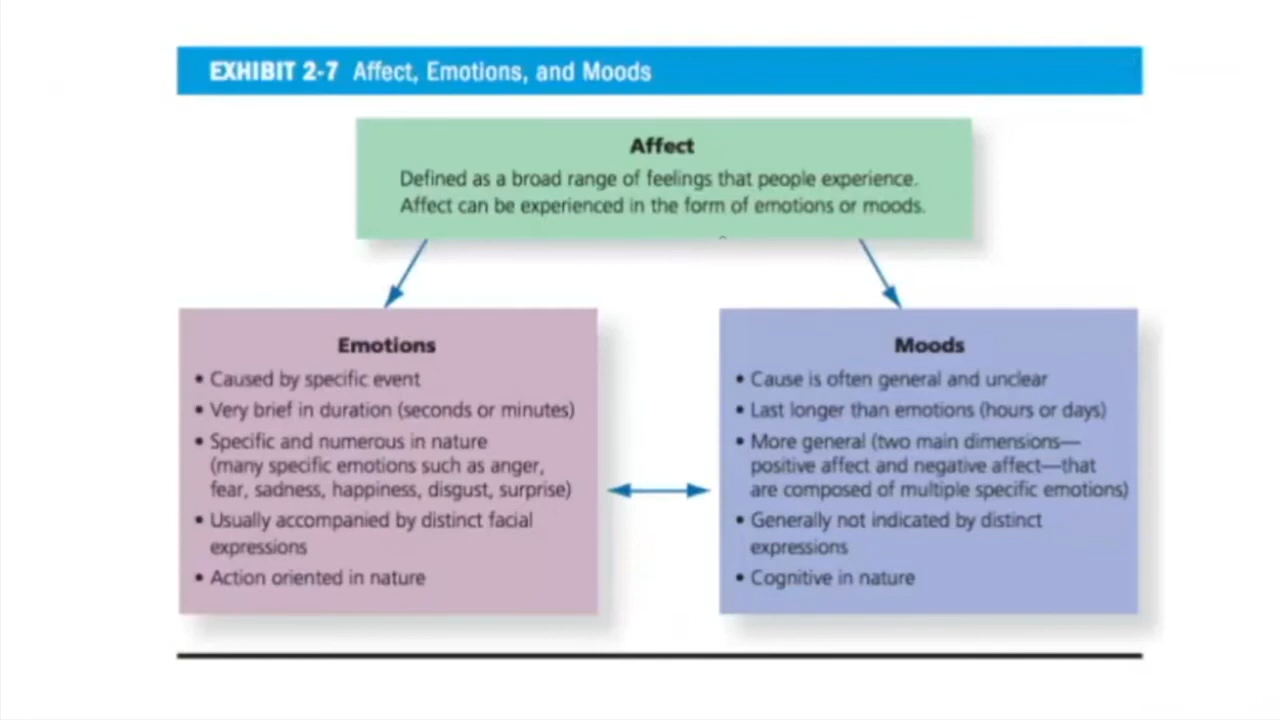 EXHIBIT 2-7 Affect, Emotions, and Moods
Affect
Defined as a broad range of feelings that people experience.
Affect can be experienced in the form of emotions or moods.
Emotions
• Caused by specific event
• Very brief in duration (seconds or minutes)
• Specific and numerous in nature
(many specific emotions such as anger,
fear, sadness, happiness, disgust, surprise)
• Usually accompanied by distinct facial
expressions
• Action oriented in nature
Moods
• Cause is often general and unclear
• Last longer than emotions (hours or days)
• More general (two main dimensions—
positive affect and negative affect—that
are composed of multiple specific emotions)
• Generally not indicated by distinct
expressions
• Cognitive in nature